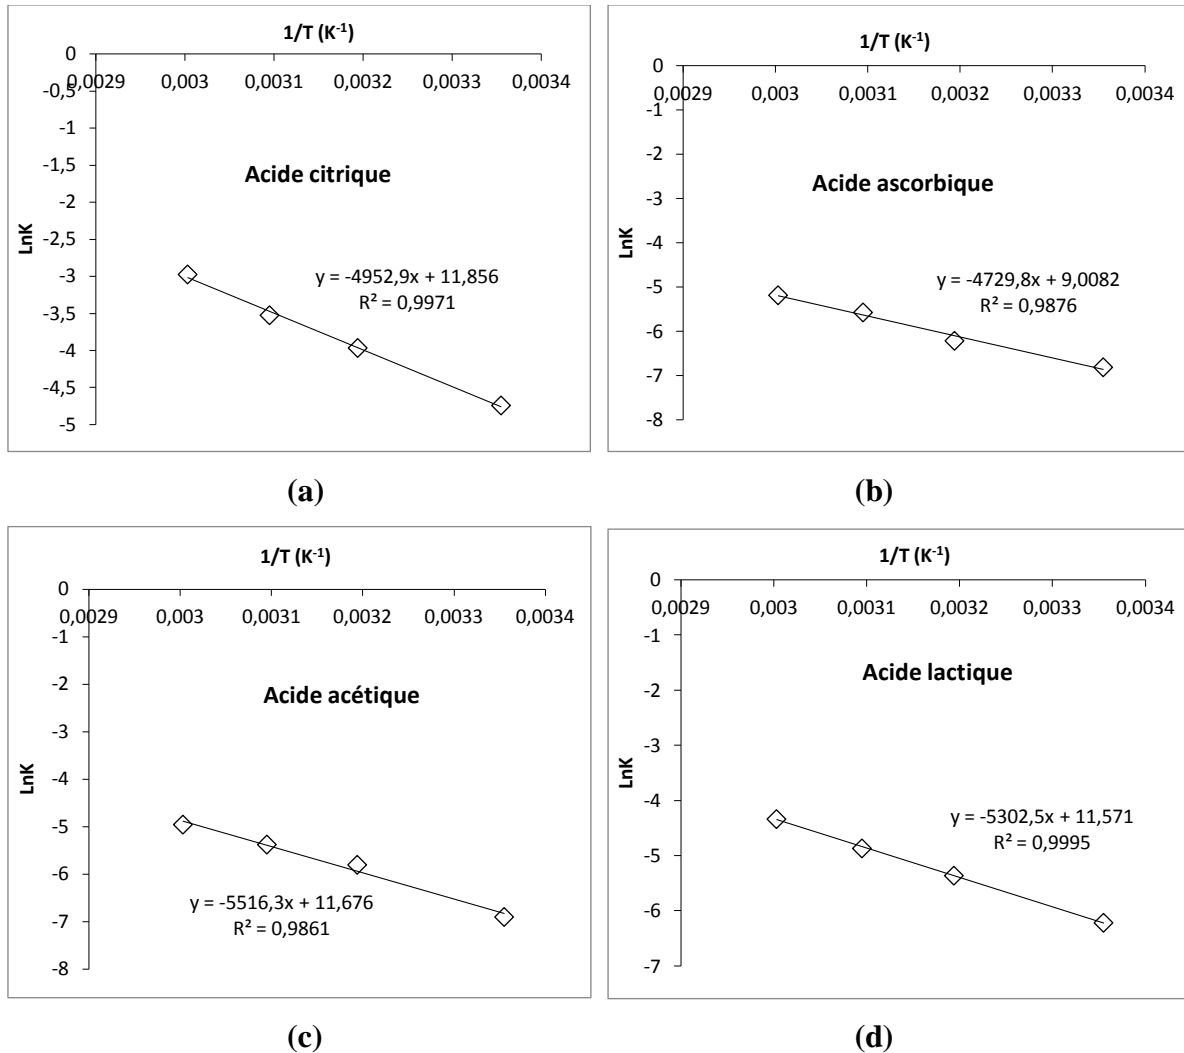 1/T (K-1)
0
0,0029 0,003 0,0031 0,0032 0,0033 0,0034
-0,5
-1
-1,5
-2
-2,5
-3
-3,5
-4
-4,5
-5
LnK
Acide citrique
y = -4952,9x + 11,856
R² = 0,9971
(a)
1/T (K-1)
0
0,0029 0,003 0,0031 0,0032 0,0033 0,0034
-1
-2
-3
-4
-5
-6
-7
-8
LnK
Acide ascorbique
y = -4729,8x + 9,0082
R² = 0,9876
(b)
1/T (K-1)
0
0,0029 0,003 0,0031 0,0032 0,0033 0,0034
-1
-2
-3
-4
-5
-6
-7
-8
LnK
Acide acétique
y = -5516,3x + 11,676
R² = 0,9861
(c)
1/T (K-1)
0
0,0029 0,003 0,0031 0,0032 0,0033 0,0034
-1
-2
-3
-4
-5
-6
-7
LnK
Acide lactique
y = -5302,5x + 11,571
R² = 0,9995
(d)